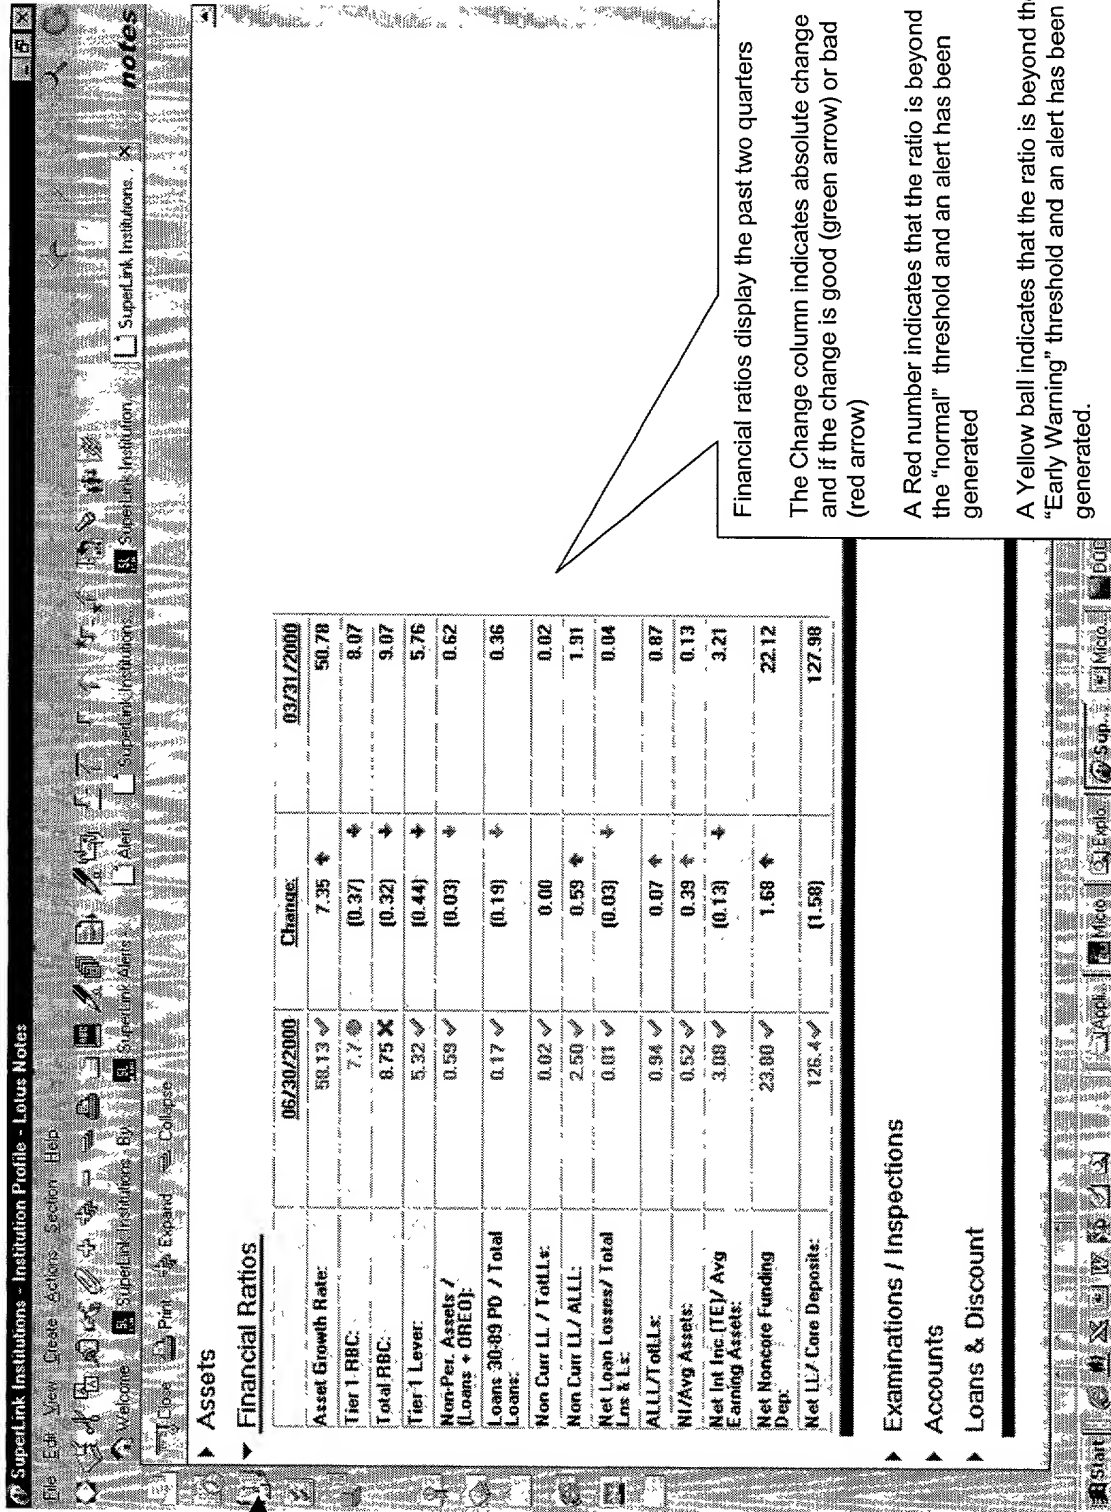 SuperLink Institutions - Institution Profile - Lotus Notes
File Edit View Create Actions Section Help
Welcome SuperLink Institutions - By SuperLink Alerts Alert SuperLink Institutions SuperLink Institution SuperLink Institutions. , ×
notes
Close Print Expand Collapse
Assets
Financial Ratios
06/30/2000 Change: 03/31/2000
Asset Growth Rate: 58.13 7.35 50.78
Tier 1 RBC: 7.7 (0.37) 8.07
Total RBC: 8.75 (0.32) 9.07
Tier 1 Lever: 5.32 (0.44) 5.76
Non-Per. Assets /
(Loans + OREO): 0.59 (0.03) 0.62
Loans 30-89 PD / Total
Loans: 0.17 (0.19) 0.36
Non Curr LL / TotLLs: 0.02 0.00 0.02
Non Curr LL/ ALLL: 2.50 0.59 1.91
Net Loan Losses/ Total
Lns & Ls: 0.01 (0.03) 0.04
ALLL/TotLLs: 0.94 0.07 0.87
NI/Avg Assets: 0.52 0.39 0.13
Net Int Inc (TE)/ Avg
Earning Assets: 3.08 (0.13) 3.21
Net Noncore Funding
Dep: 23.80 1.68 22.12
Net LL/ Core Deposits: 126.4 (1.58) 127.98
Examinations / Inspections
Accounts
Loans & Discount
Financial ratios display the past two quarters
The Change column indicates absolute change
and if the change is good (green arrow) or bad
(red arrow)
A Red number indicates that the ratio is beyond
the "normal" threshold and an alert has been
generated
A Yellow ball indicates that the ratio is beyond th
"Early Warning" threshold and an alert has been
generated.
Start Appli... Micro... Explo... Sup... Micro... DOD